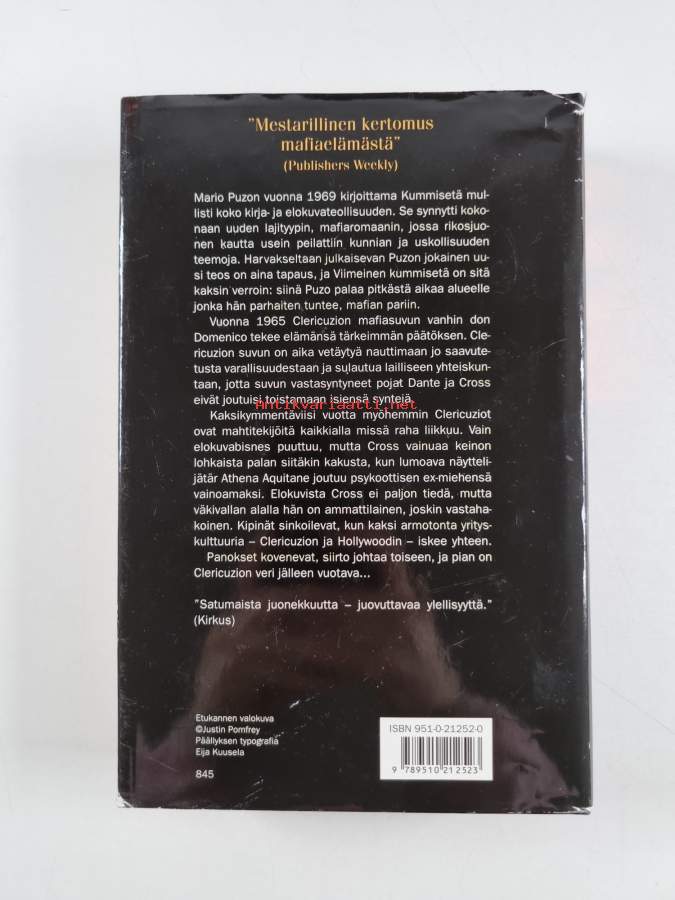 "Mestarillinen kertomus
mafiaelämästä"
(Publishers Weekly)
Mario Puzon vuonna 1969 kirjoittama Kummisetä mul-
listi koko kirja- ja elokuvateollisuuden. Se synnytti koko-
naan uuden lajityypin, mafiaromaanin, jossa rikosjuo-
nen kautta usein peilattiin kunnian ja uskollisuuden
teemoja. Harvakseltaan julkaisevan Puzon jokainen uu-
si teos on aina tapaus, ja Viimeinen kummisetä on sitä
kaksin verroin: siinä Puzo palaa pitkästä aikaa alueelle
jonka hän parhaiten tuntee, mafian pariin.
Vuonna 1965 Clericuzion mafiasuvun vanhin don
Domenico tekee elämänsä tärkeimmän päätöksen. Cle-
ricuzion suvun on aika vetäytyä nauttimaan jo saavute-
tusta varallisuudestaan ja sulautua lailliseen yhteiskun-
taan, jotta suvun vastasyntyneet pojat Dante ja Cross
eivät joutuisi toistamaan isiensä syntejä.
Antikvariaatti.net
Kaksikymmentäviisi vuotta myöhemmin Clericuziot
ovat mahtitekijöitä kaikkialla missä raha liikkuu. Vain
elokuvabisnes puuttuu, mutta Cross vainuaa keinon
lohkaista palan siitäkin kakusta, kun lumoava näytteli-
jätär Athena Aquitane joutuu psykoottisen ex-miehensä
vainoamaksi. Elokuvista Cross ei paljon tiedä, mutta
väkivallan alalla hän on ammattilainen, joskin vastaha-
koinen. Kipinät sinkoilevat, kun kaksi armotonta yritys-
kulttuuria – Clericuzion ja Hollywoodin – iskee yhteen.
Panokset kovenevat, siirto johtaa toiseen, ja pian on
Clericuzion veri jälleen vuotava...
"Satumaista juonekkuutta – juovuttavaa ylellisyyttä."
(Kirkus)
Etukannen valokuva
©Justin Pomfrey
Päällyksen typografia
Eija Kuusela
845
ISBN 951-0-21252-0
9 789510 212523